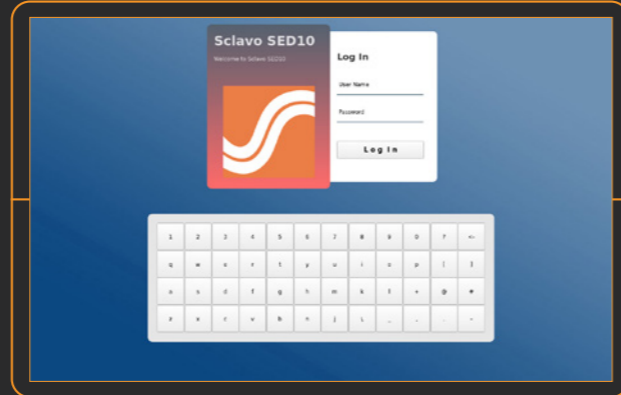 Sclavo SED10
Welcome to Sclavo SED10
Log In
User Name
Password
Log In
1 2 3 4 5 6 7 8 9 0 ? <-
q w e r t y u i o p [ ]
a s d f g h k l + @ #
z x c v b n j